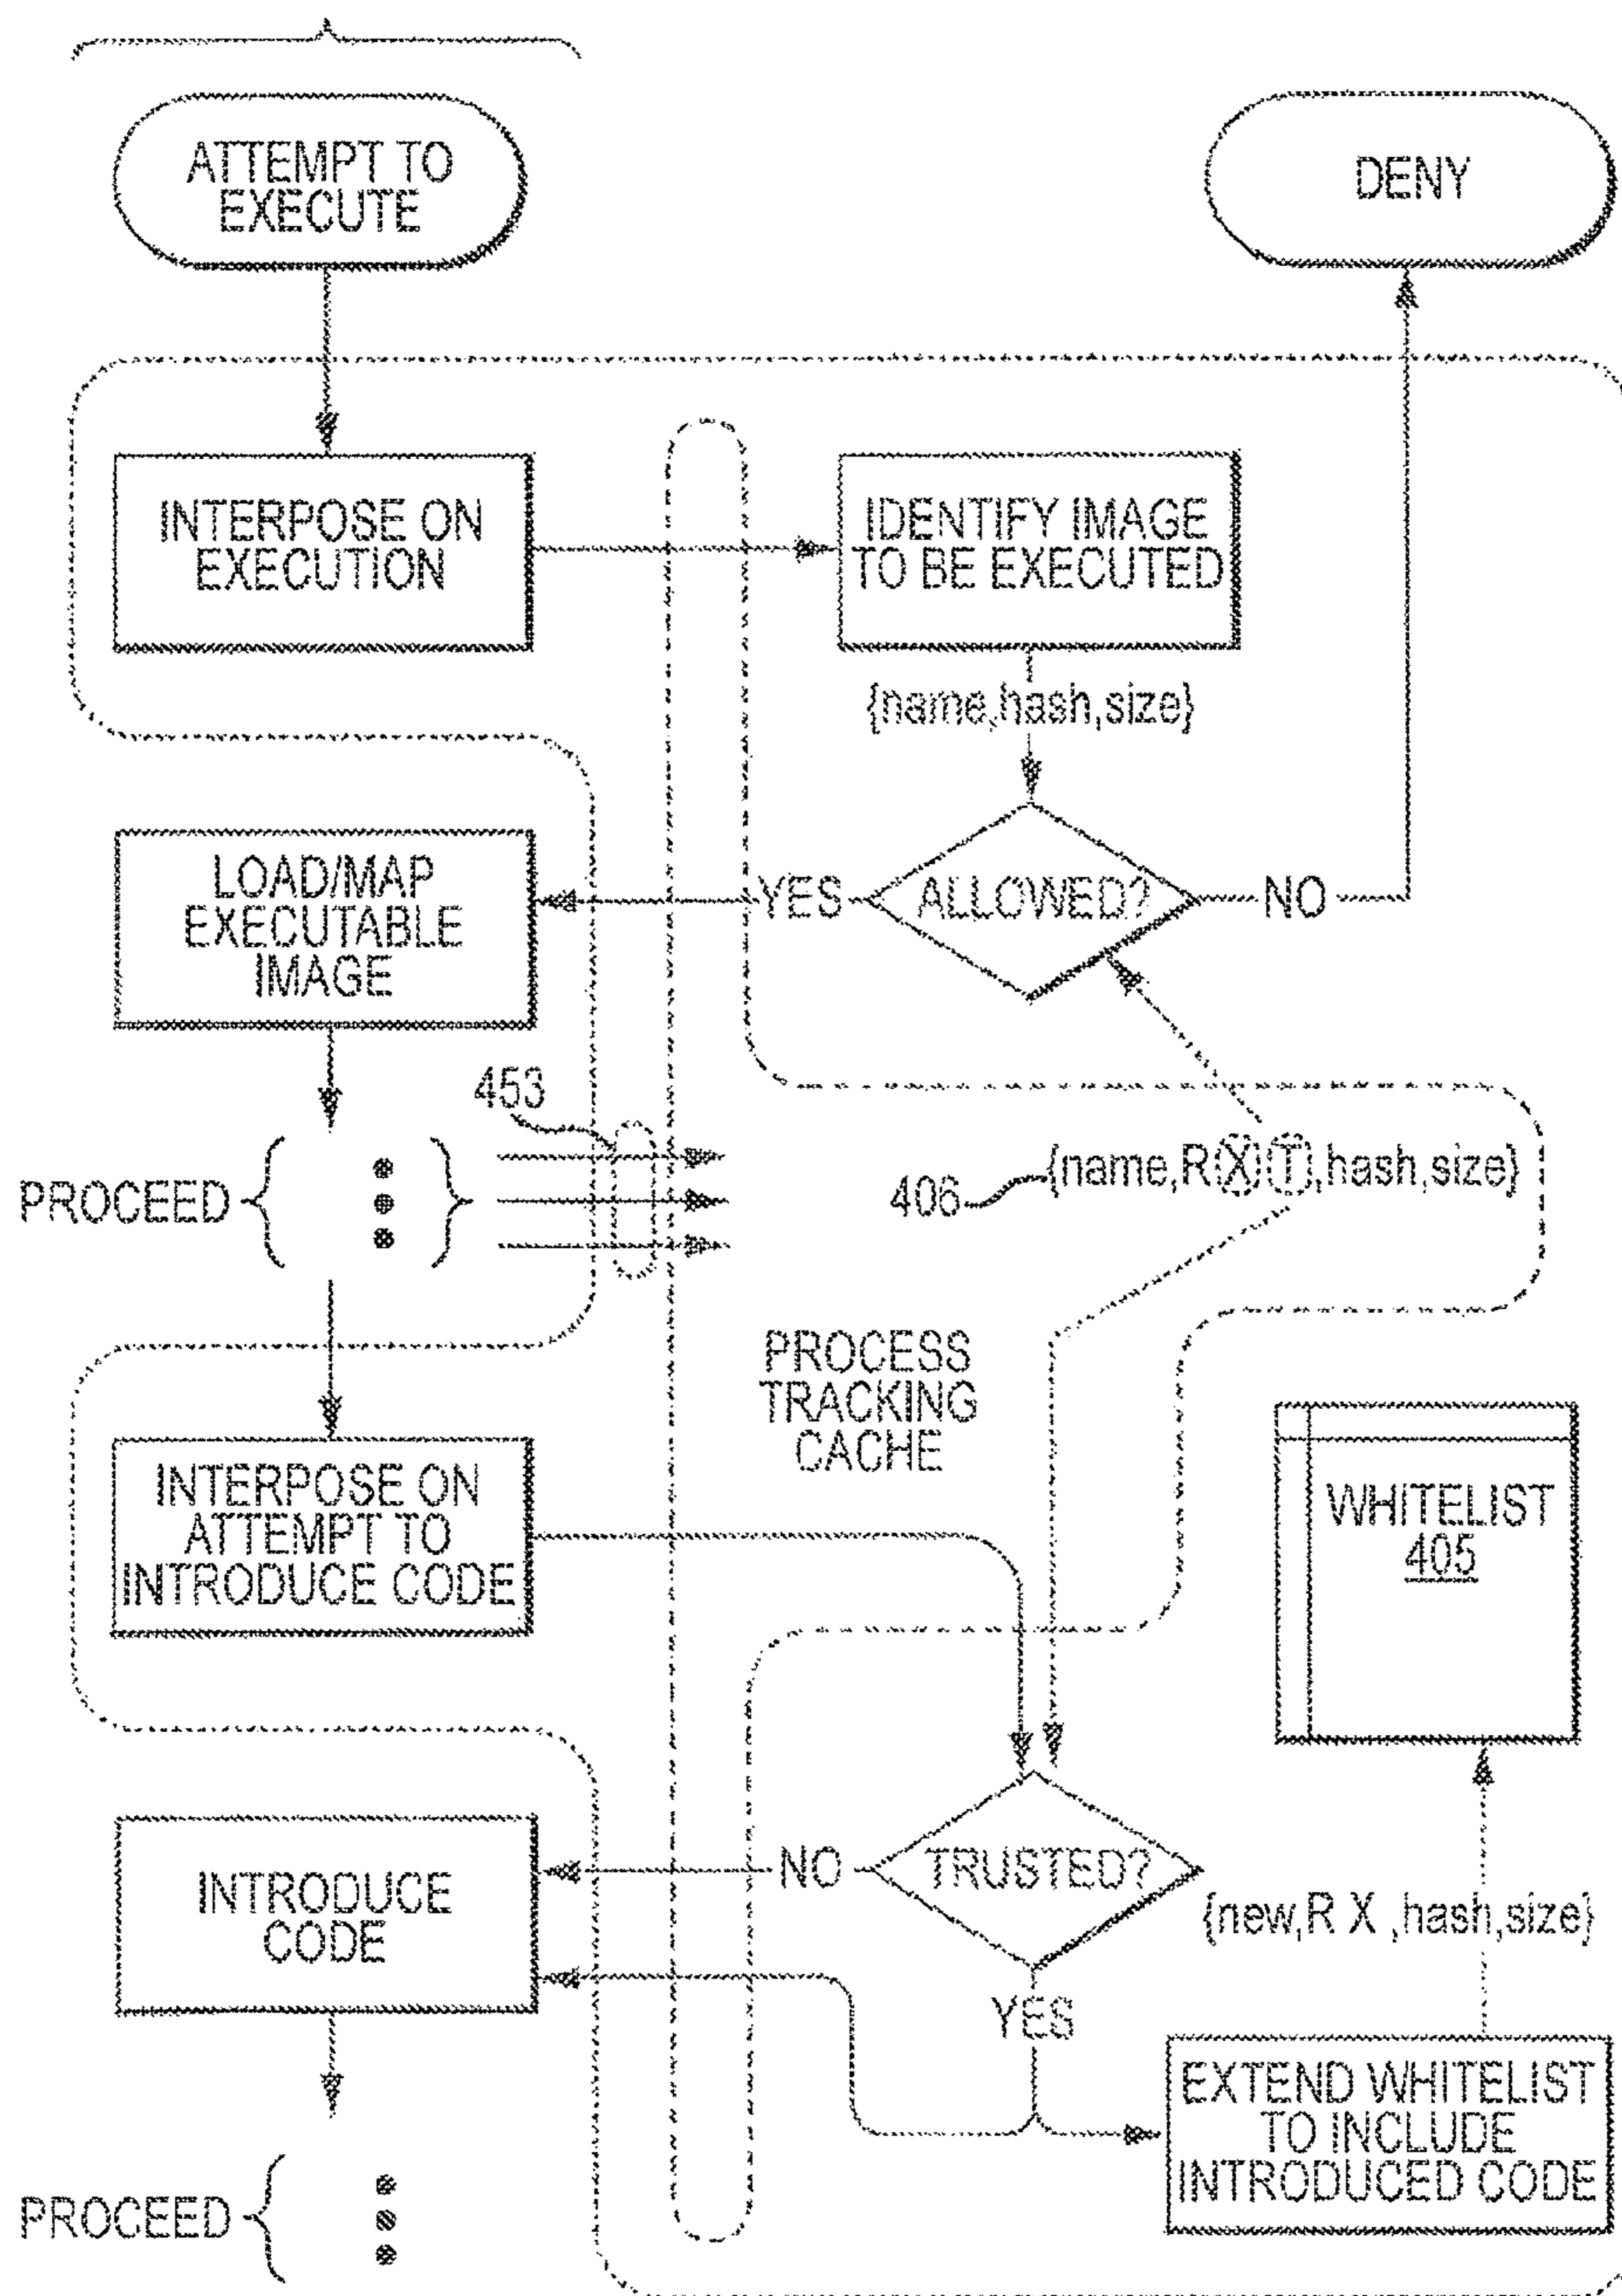 ATTEMPT TO
EXECUTE
DENY
INTERPOSE ON
EXECUTION
IDENTIFY IMAGE
TO BE EXECUTED
{name,hash,size}
LOAD/MAP
EXECUTABLE
IMAGE
YES
ALLOWED?
NO
453
PROCEED {
}
406
{name,R(X)(T),hash,size}
PROCESS
TRACKING
CACHE
INTERPOSE ON
ATTEMPT TO
INTRODUCE CODE
WHITELIST
405
INTRODUCE
CODE
NO
TRUSTED?
{new,R X ,hash,size}
YES
EXTEND WHITELIST
TO INCLUDE
INTRODUCED CODE
PROCEED {